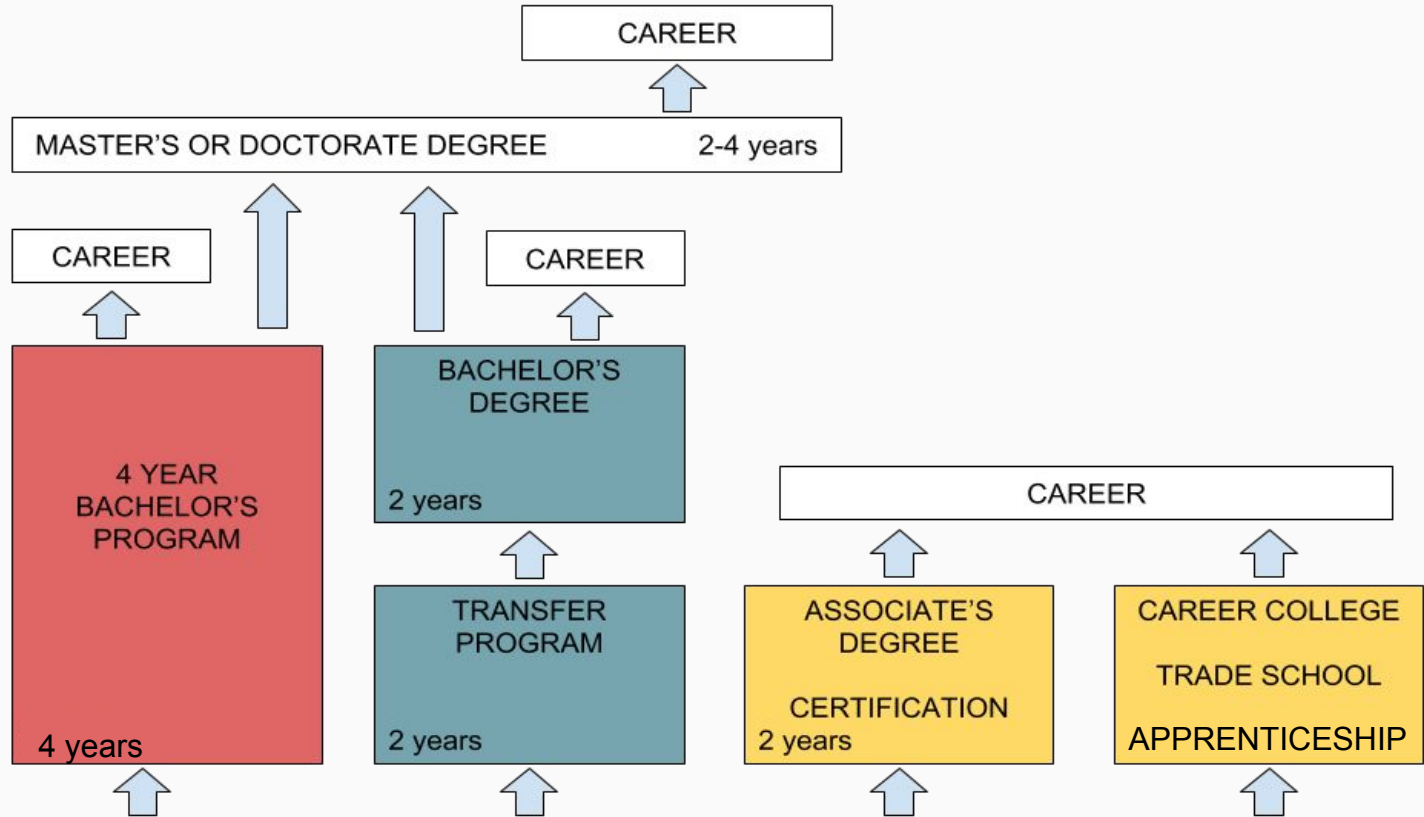 CAREER
MASTER'S OR DOCTORATE DEGREE 2-4 years
CAREER
CAREER
4 YEAR
BACHELOR'S
PROGRAM
4 years
BACHELOR'S
DEGREE
2 years
TRANSFER
PROGRAM
2 years
CAREER
ASSOCIATE'S
DEGREE
CERTIFICATION
2 years
CAREER COLLEGE
TRADE SCHOOL
APPRENTICESHIP